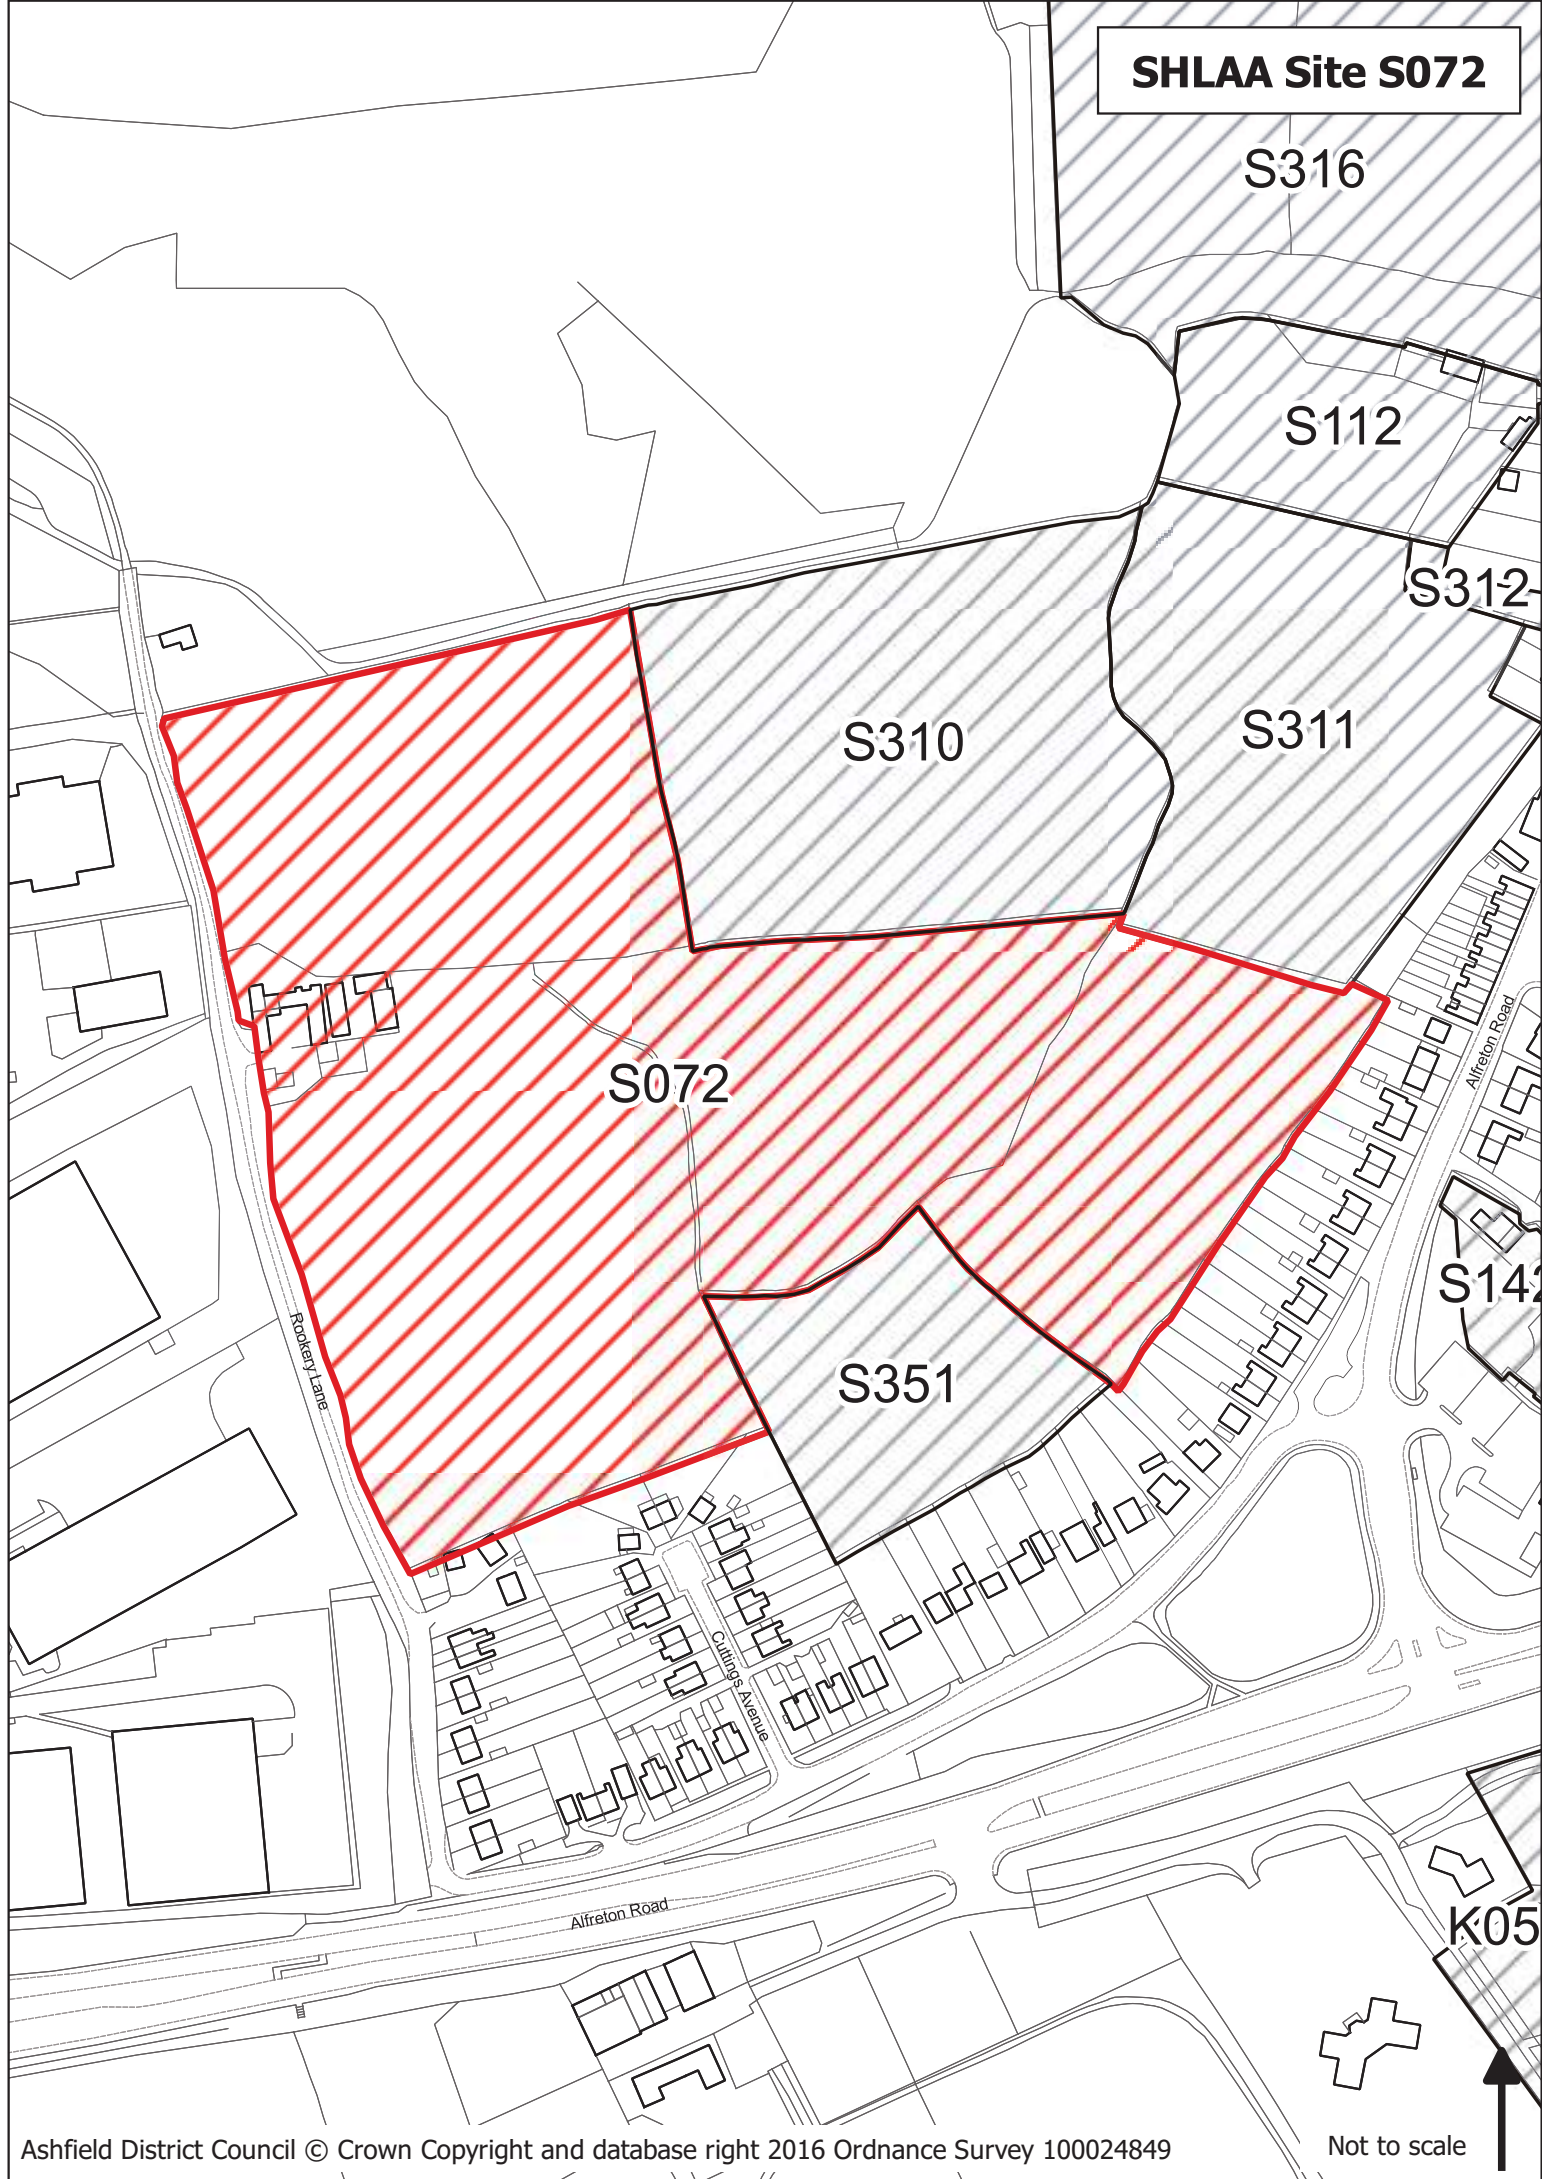 SHLAA Site S072
S316
S112
S312
S310
S311
Alfreton Road
S072
S142
Rookery Lane
S351
Cuttings Avenue
Alfreton Road
K05
Ashfield District Council © Crown Copyright and database right 2016 Ordnance Survey 100024849
Not to scale